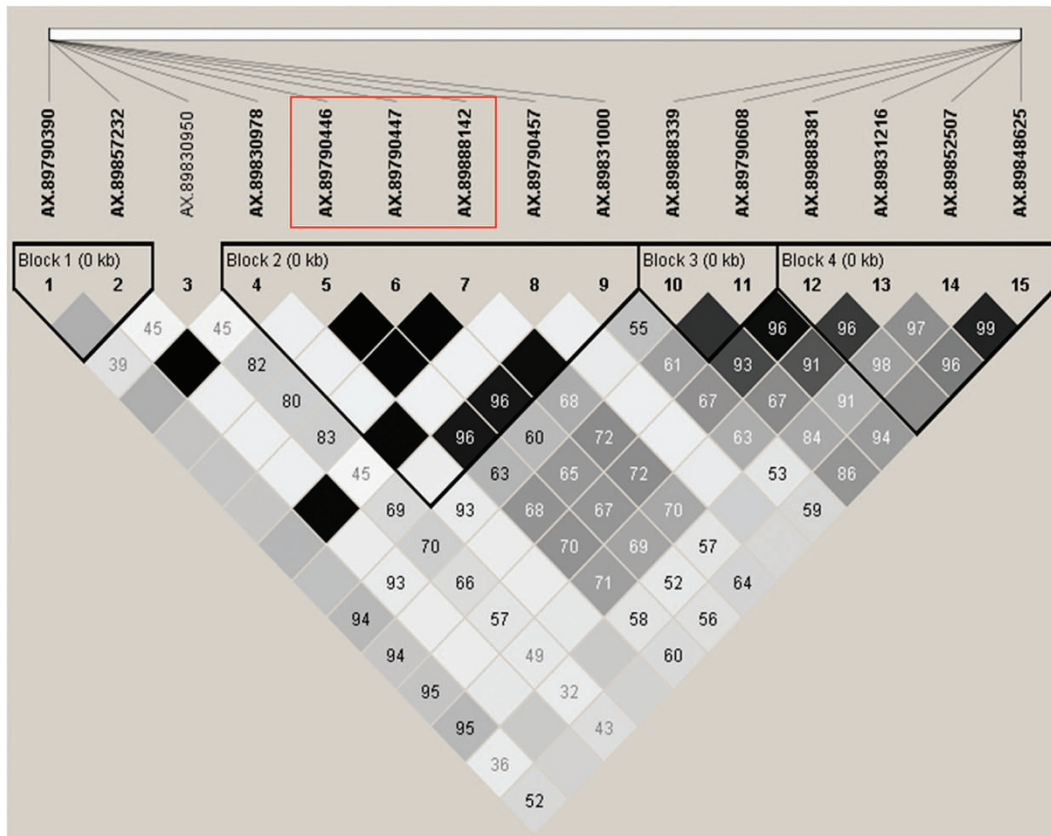 AX.89790390
AX.89857232
AX.89830950
AX.89830978
AX.89790446
AX.89790447
AX.89888142
AX.89790457
AX.89831000
AX.89888339
AX.89790608
AX.89888381
AX.89831216
AX.89852507
AX.89848625
Block 1 (0 kb) Block 2 (0 kb) Block 3 (0 kb) Block 4 (0 kb)
1 2 3 4 5 6 7 8 9 10 11 12 13 14 15
45 45 55 96 96 97 99
39 82 61 93 91 98 96
80 96 68 67 67 91
83 96 60 72 63 84 94
45 63 65 72 53 86
69 93 68 67 70 59
70 70 69 57
93 66 71 52 64
94 57 58 56
94 49 60
95 32
95 43
36
52